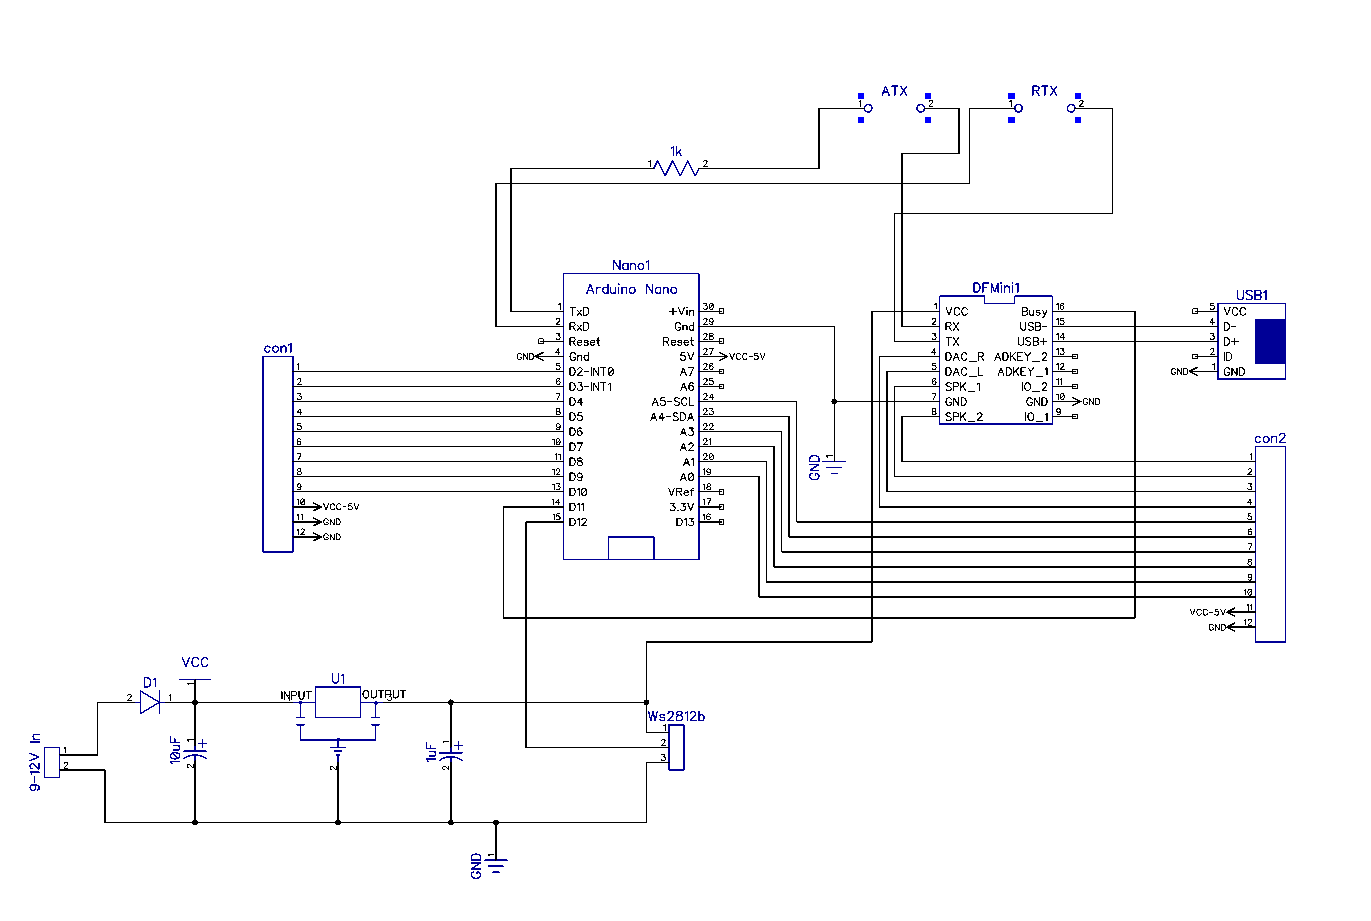 ATX
1 2
RTX
1 2
1k
1 2
Nano1
Arduino Nano
1 TxD
2 RxD
3 Reset
GND 4 Gnd
5 D2-INT0
6 D3-INT1
7 D4
8 D5
9 D6
10 D7
11 D8
12 D9
13 D10
14 D11
15 D12
+Vin 30
Gnd 29
Reset 28
5V 27 VCC-5V
A7 26
A6 25
A5-SCL 24
A4-SDA 23
A3 22
A2 21
A1 20
A0 19
VRef 18
3.3V 17
D13 16
DFMini1
1 VCC
2 RX
3 TX
4 DAC_R
5 DAC_L
6 SPK_1
7 GND
8 SPK_2
Busy 16
USB- 15
USB+ 14
ADKEY_2 13
ADKEY_1 12
IO_2 11
GND 10 GND
IO_1 9
USB1
5 VCC
4 D-
3 D+
2 ID
GND 1 GND
con1
1
2
3
4
5
6
7
8
9
10 VCC-5V
11 GND
12 GND
GND 1
con2
1
2
3
4
5
6
7
8
9
10
VCC-5V 11
GND 12
VCC
1
D1
2 1
U1
INPUT OUTPUT
2
9-12V In
1
2
10uF
1 +
2
1uF
1 +
2
Ws2812b
1
2
3
GND 1